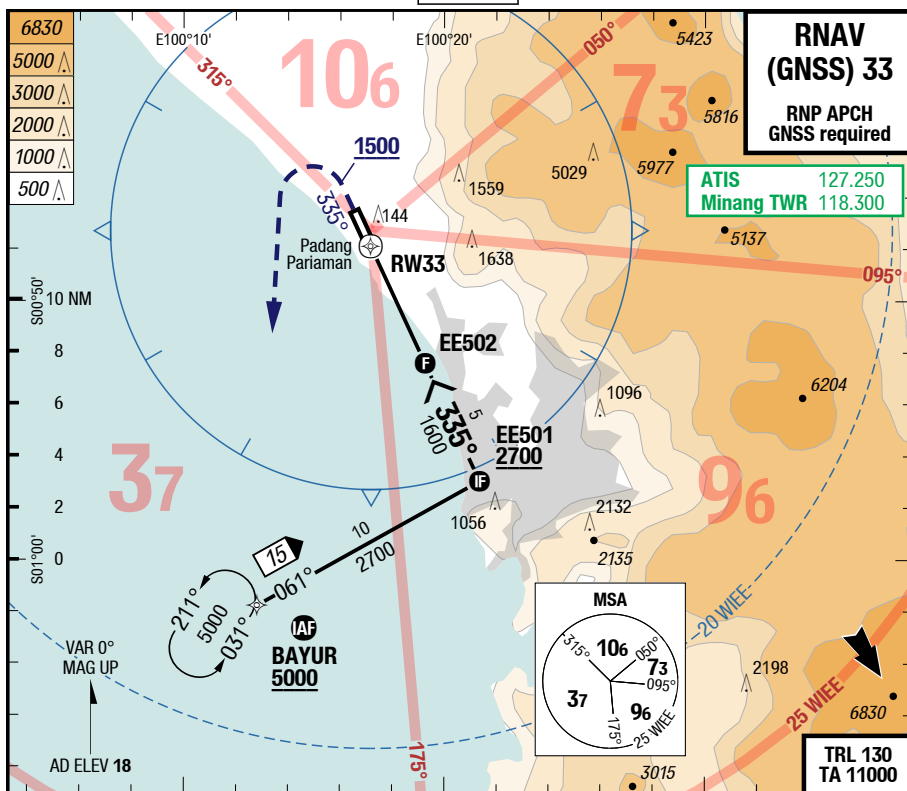 6830
5000
3000
2000
1000
500
E100°10'
E100°20'
RNAV
(GNSS) 33
RNP APCH
GNSS required
ATIS 127.250
Minang TWR 118.300
315°
106
050°
73
5423
5816
5977
5029
1559
5137
1638
144
095°
1500
335°
Padang
Pariaman
RW33
S00°50'
10 NM
8
6
4
2
0
S01°00'
EE502
F
5
335°
1600
EE501
2700
IF
6204
1096
37
96
1056
2132
2135
10
2700
15
061°
211°
5000
031°
IAF
BAYUR
5000
MSA
315°
106
050°
73
095°
37
96
175°
25 WIEE
20 WIEE
25 WIEE
2198
6830
3015
VAR 0°
MAG UP
AD ELEV 18
175°
TRL 130
TA 11000